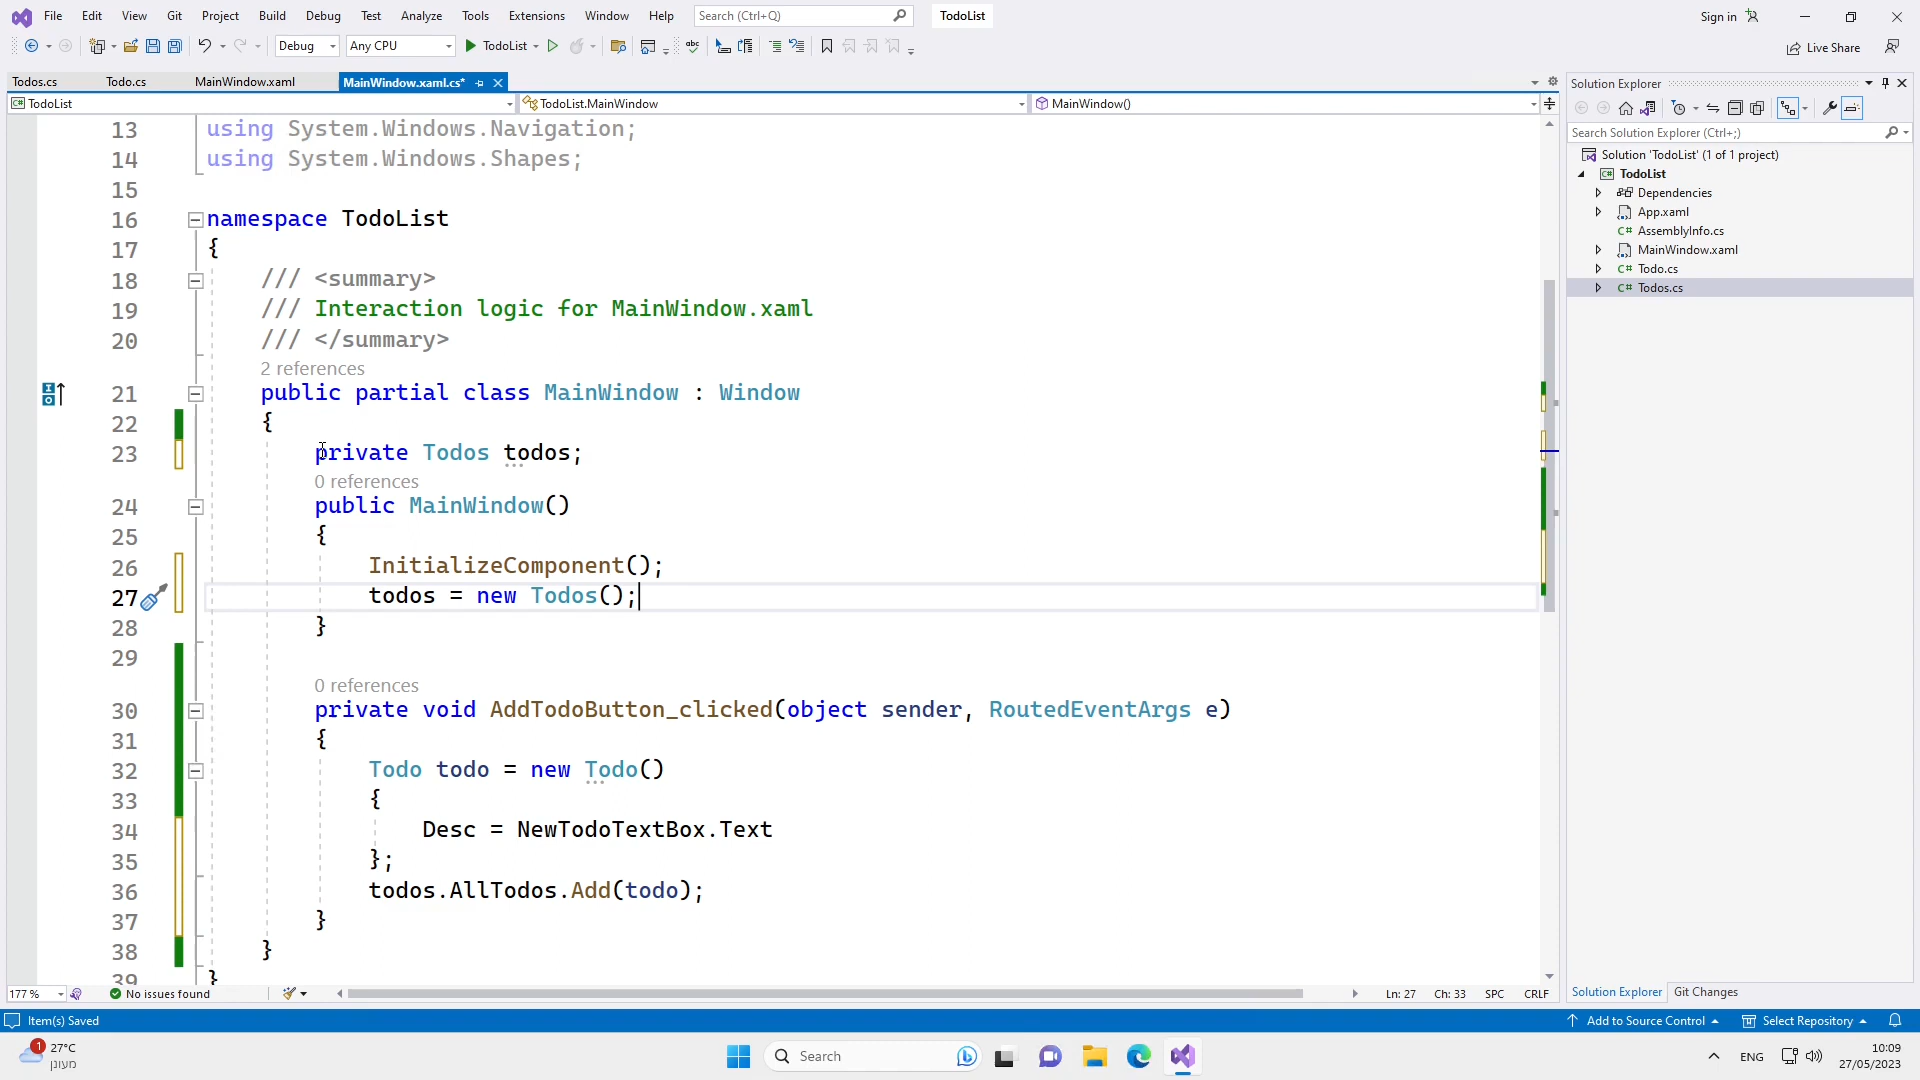 File Edit View Git Project Build Debug Test Analyze Tools Extensions Window Help Search (Ctrl+Q) TodoList Sign in
Debug Any CPU TodoList Live Share
Todos.cs Todo.cs MainWindow.xaml MainWindow.xaml.cs*
TodoList TodoList.MainWindow MainWindow()
13 using System.Windows.Navigation;
14 using System.Windows.Shapes;
15
16 namespace TodoList
17 {
18 /// <summary>
19 /// Interaction logic for MainWindow.xaml
20 /// </summary>
2 references
21 public partial class MainWindow : Window
22 {
23 private Todos todos;
0 references
24 public MainWindow()
25 {
26 InitializeComponent();
27 todos = new Todos();
28 }
29
0 references
30 private void AddTodoButton_clicked(object sender, RoutedEventArgs e)
31 {
32 Todo todo = new Todo()
33 {
34 Desc = NewTodoTextBox.Text
35 };
36 todos.AllTodos.Add(todo);
37 }
38 }
39 }
177 % No issues found Ln: 27 Ch: 33 SPC CRLF
Solution Explorer
Search Solution Explorer (Ctrl+;)
Solution 'TodoList' (1 of 1 project)
TodoList
Dependencies
App.xaml
C# AssemblyInfo.cs
MainWindow.xaml
C# Todo.cs
C# Todos.cs
Solution Explorer Git Changes
Item(s) Saved Add to Source Control Select Repository
1 27°C
מעונן
Search
ENG
10:09
27/05/2023